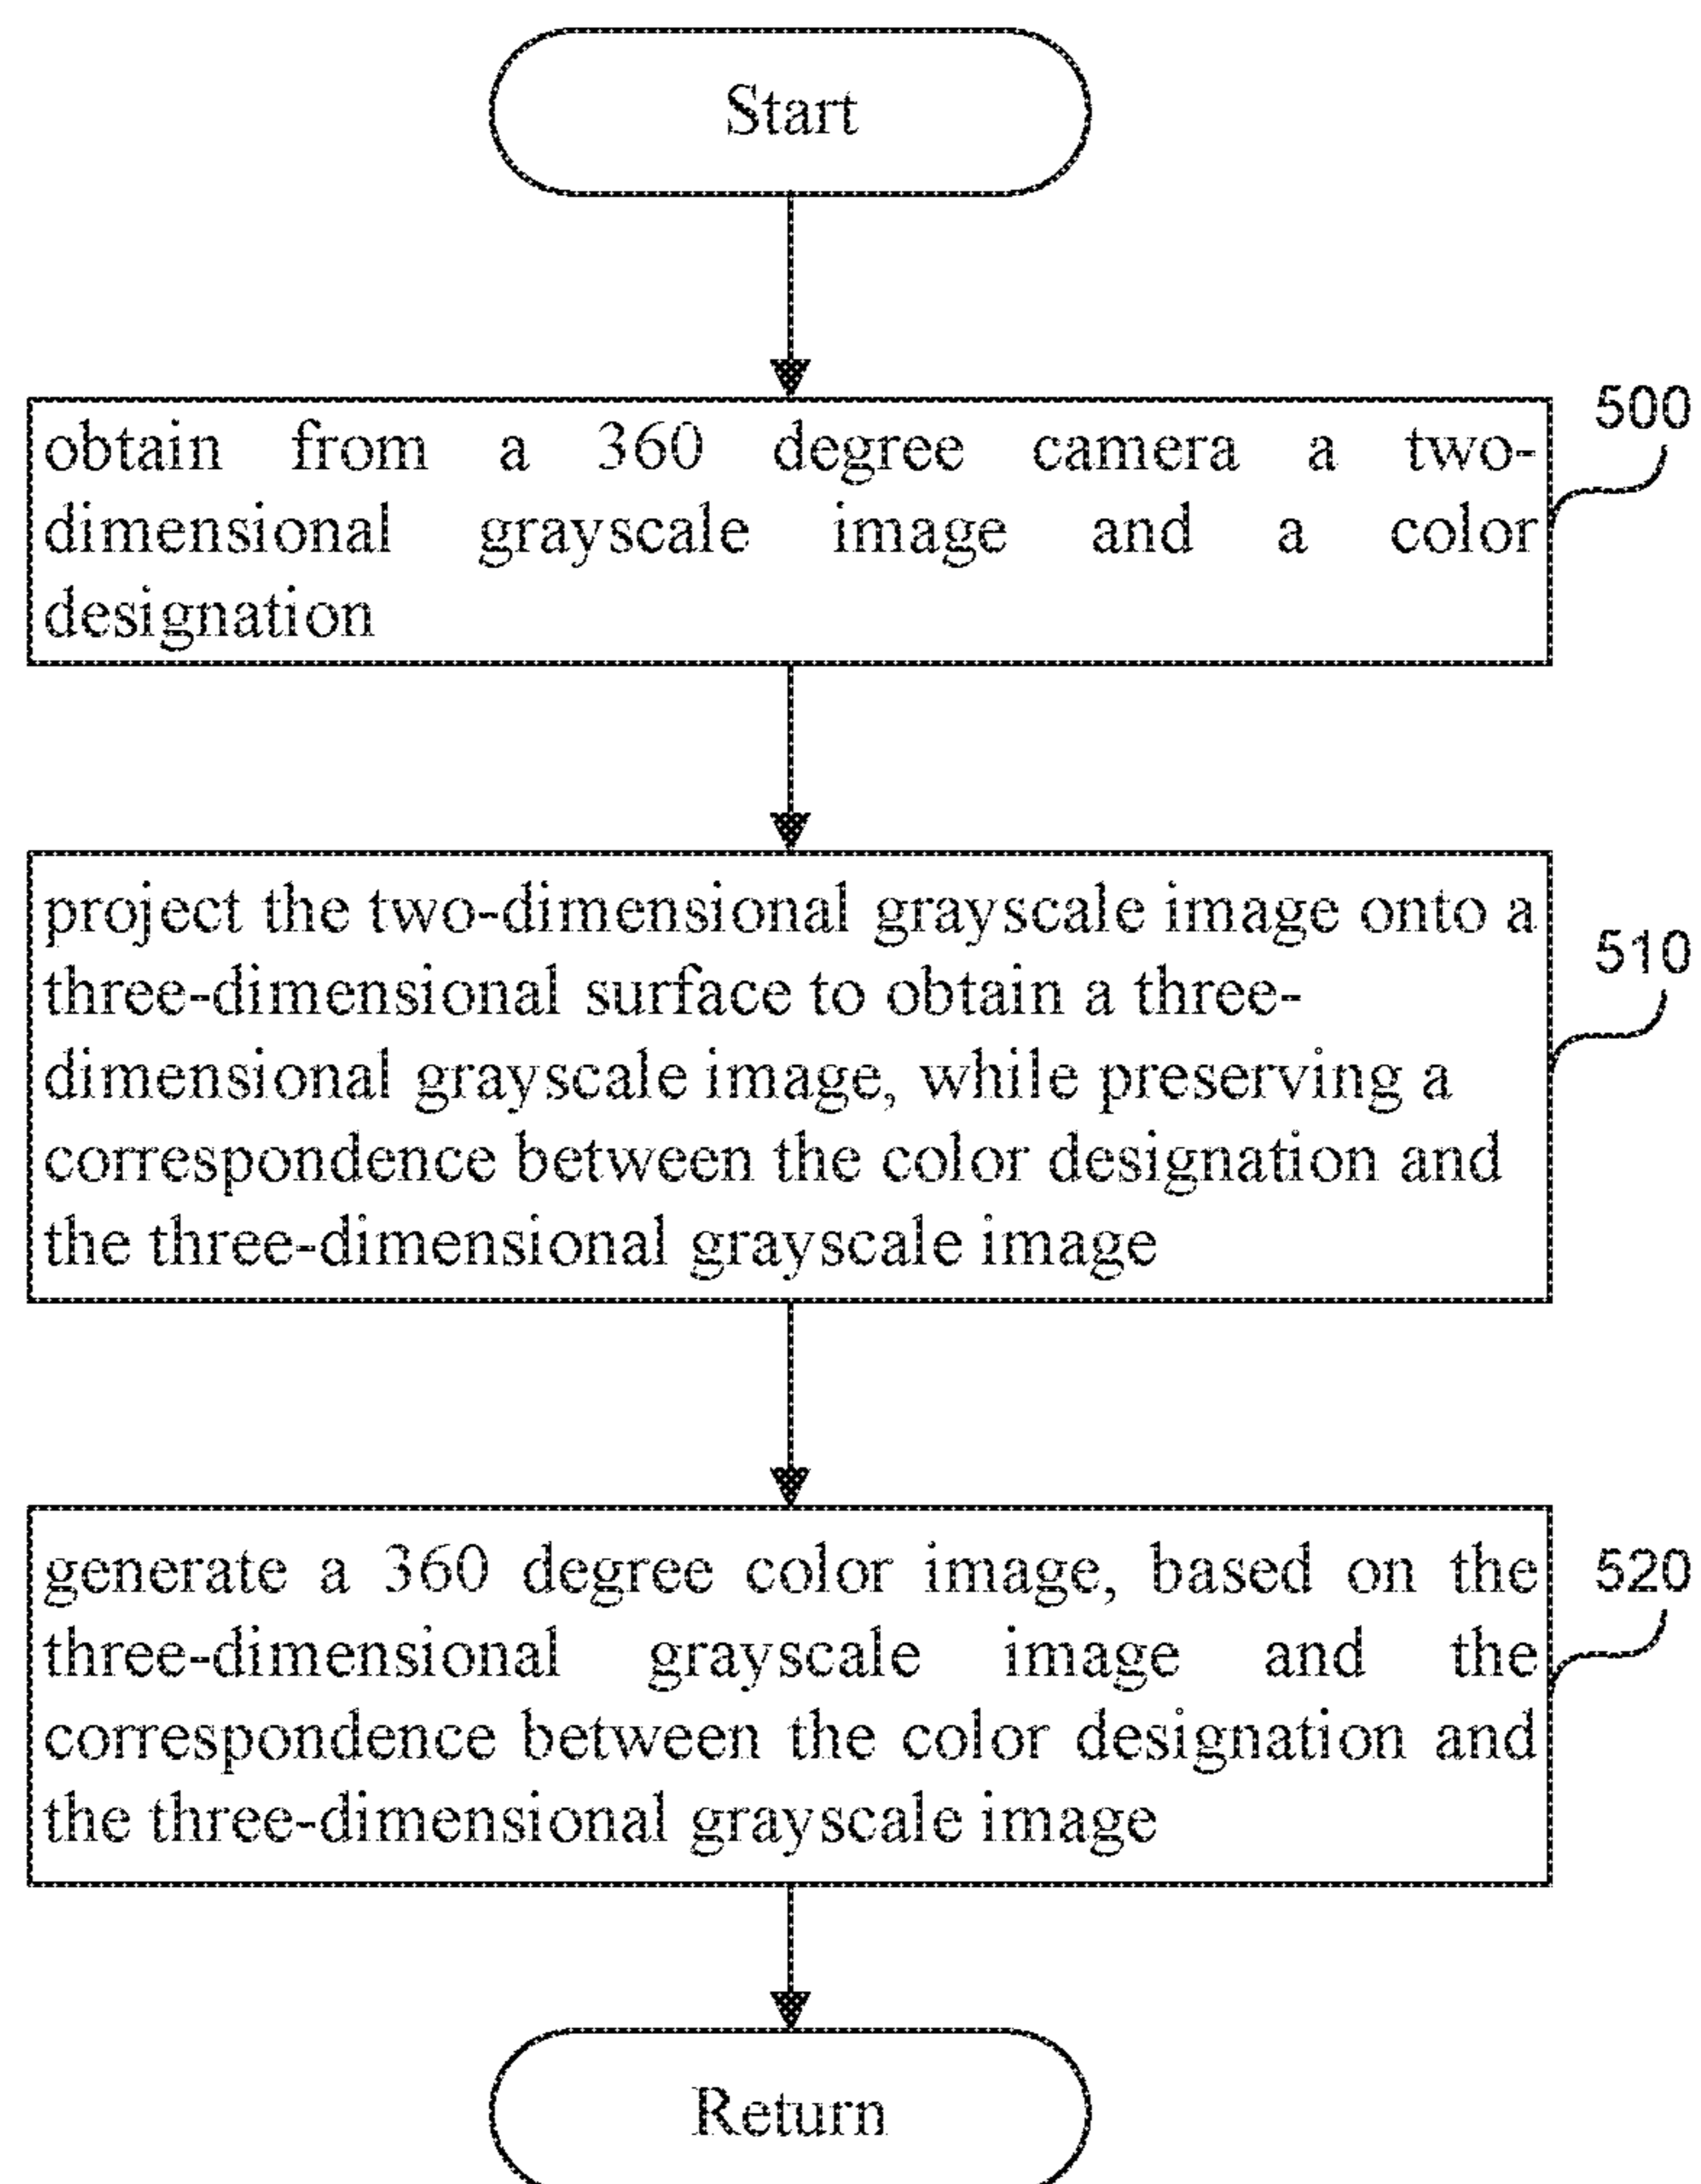 Start
500
obtain from a 360 degree camera a two-
dimensional grayscale image and a color
designation
project the two-dimensional grayscale image onto a
510
three-dimensional surface to obtain a three-
dimensional grayscale image, while preserving a
correspondence between the color designation and
the three-dimensional grayscale image
generate a 360 degree color image, based on the
520
three-dimensional grayscale image and the
correspondence between the color designation and
the three-dimensional grayscale image
Return